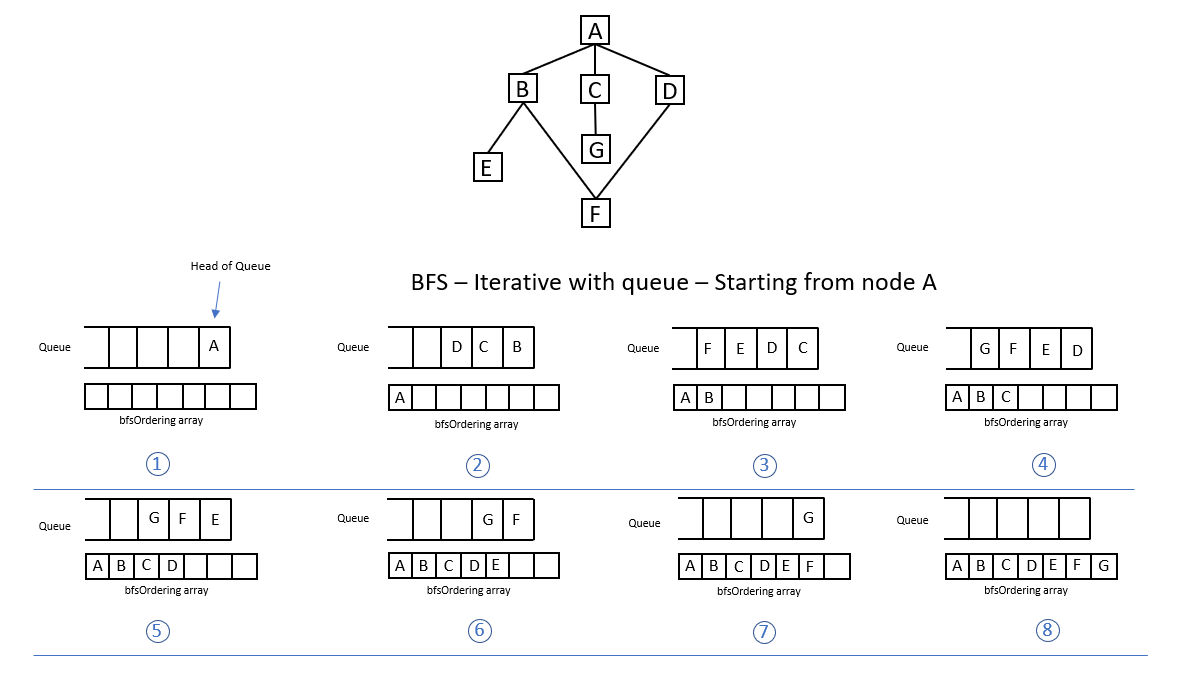 A
B C D
G
E
F
Head of Queue
BFS – Iterative with queue – Starting from node A
Queue A
bfsOrdering array
1
Queue D C B
A
bfsOrdering array
2
Queue F E D C
A B
bfsOrdering array
3
Queue G F E D
A B C
bfsOrdering array
4
Queue G F E
A B C D
bfsOrdering array
5
Queue G F
A B C D E
bfsOrdering array
6
Queue G
A B C D E F
bfsOrdering array
7
Queue
A B C D E F G
bfsOrdering array
8